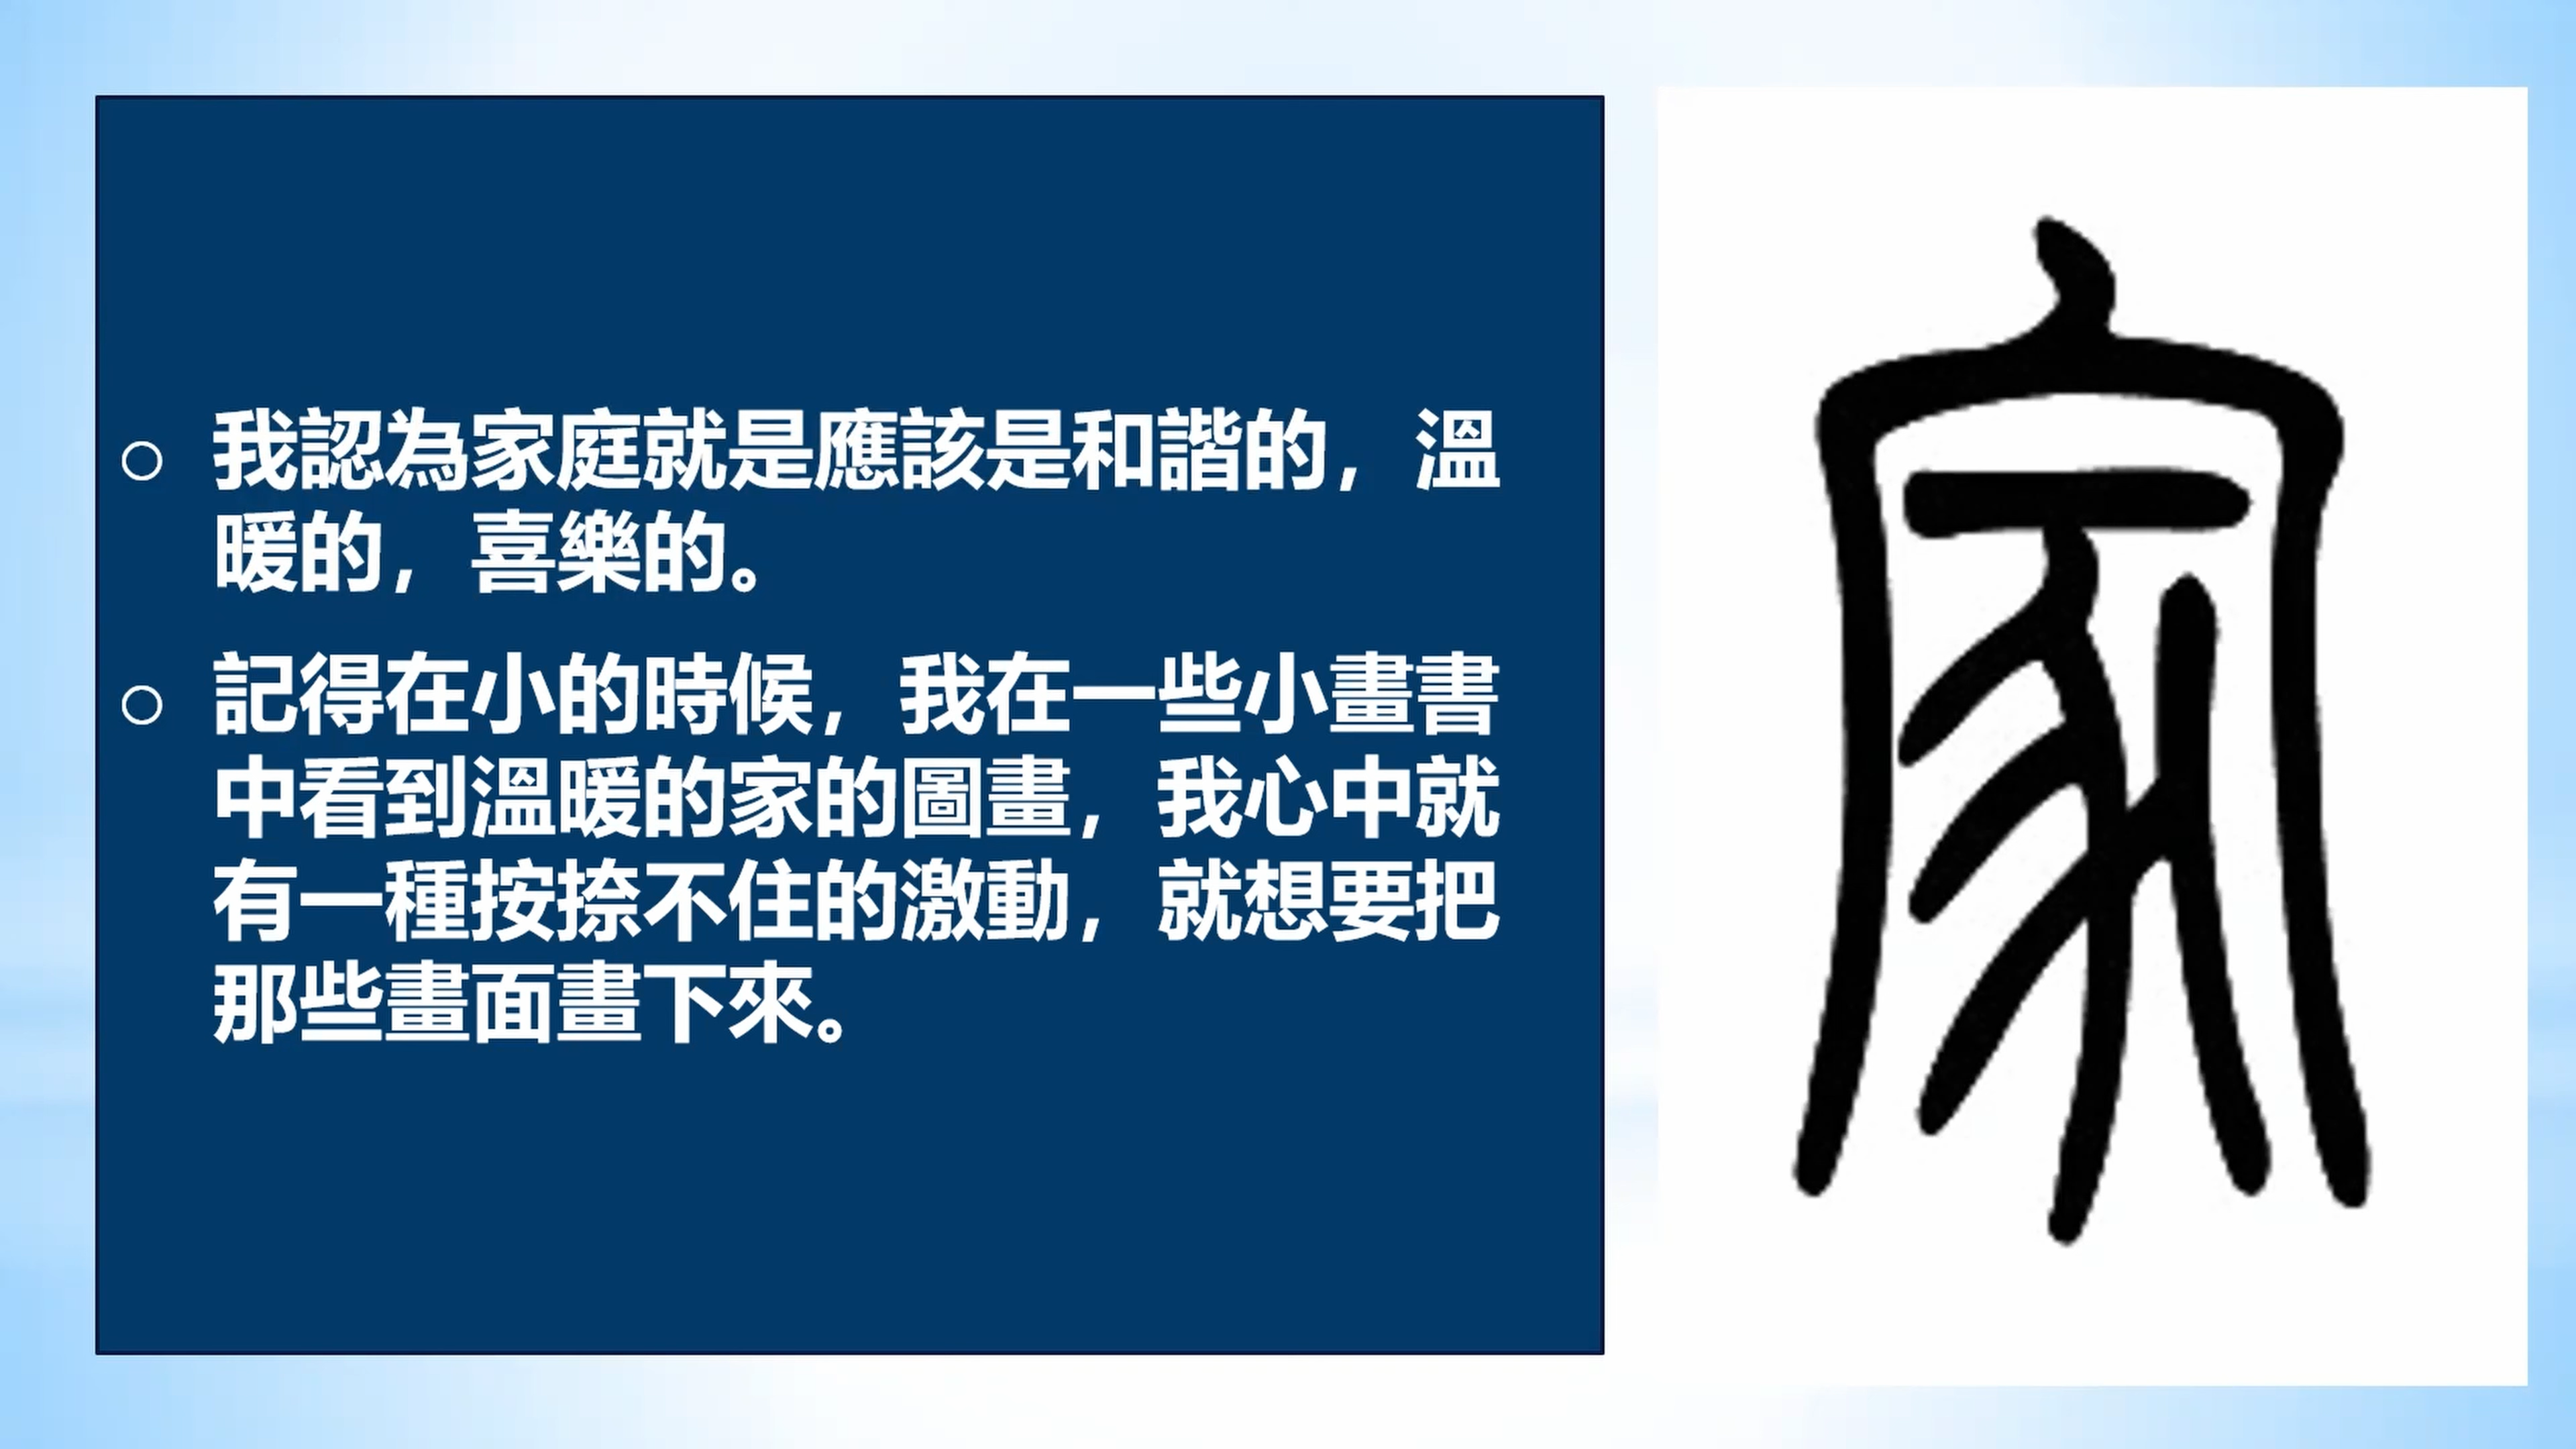 ○ 我認為家庭就是應該是和諧的，溫
暖的，喜樂的。
○ 記得在小的時候，我在一些小畫書
中看到溫暖的家的圖畫，我心中就
有一種按捺不住的激動，就想要把
那些畫面畫下來。
家